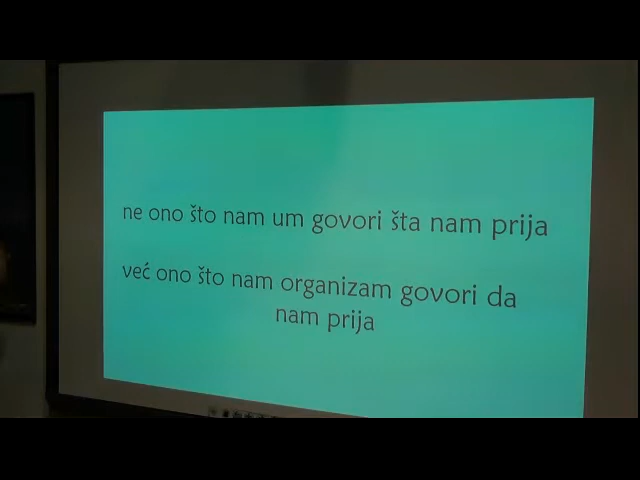 ne ono što nam um govori šta nam prija
već ono što nam organizam govori da
nam prija